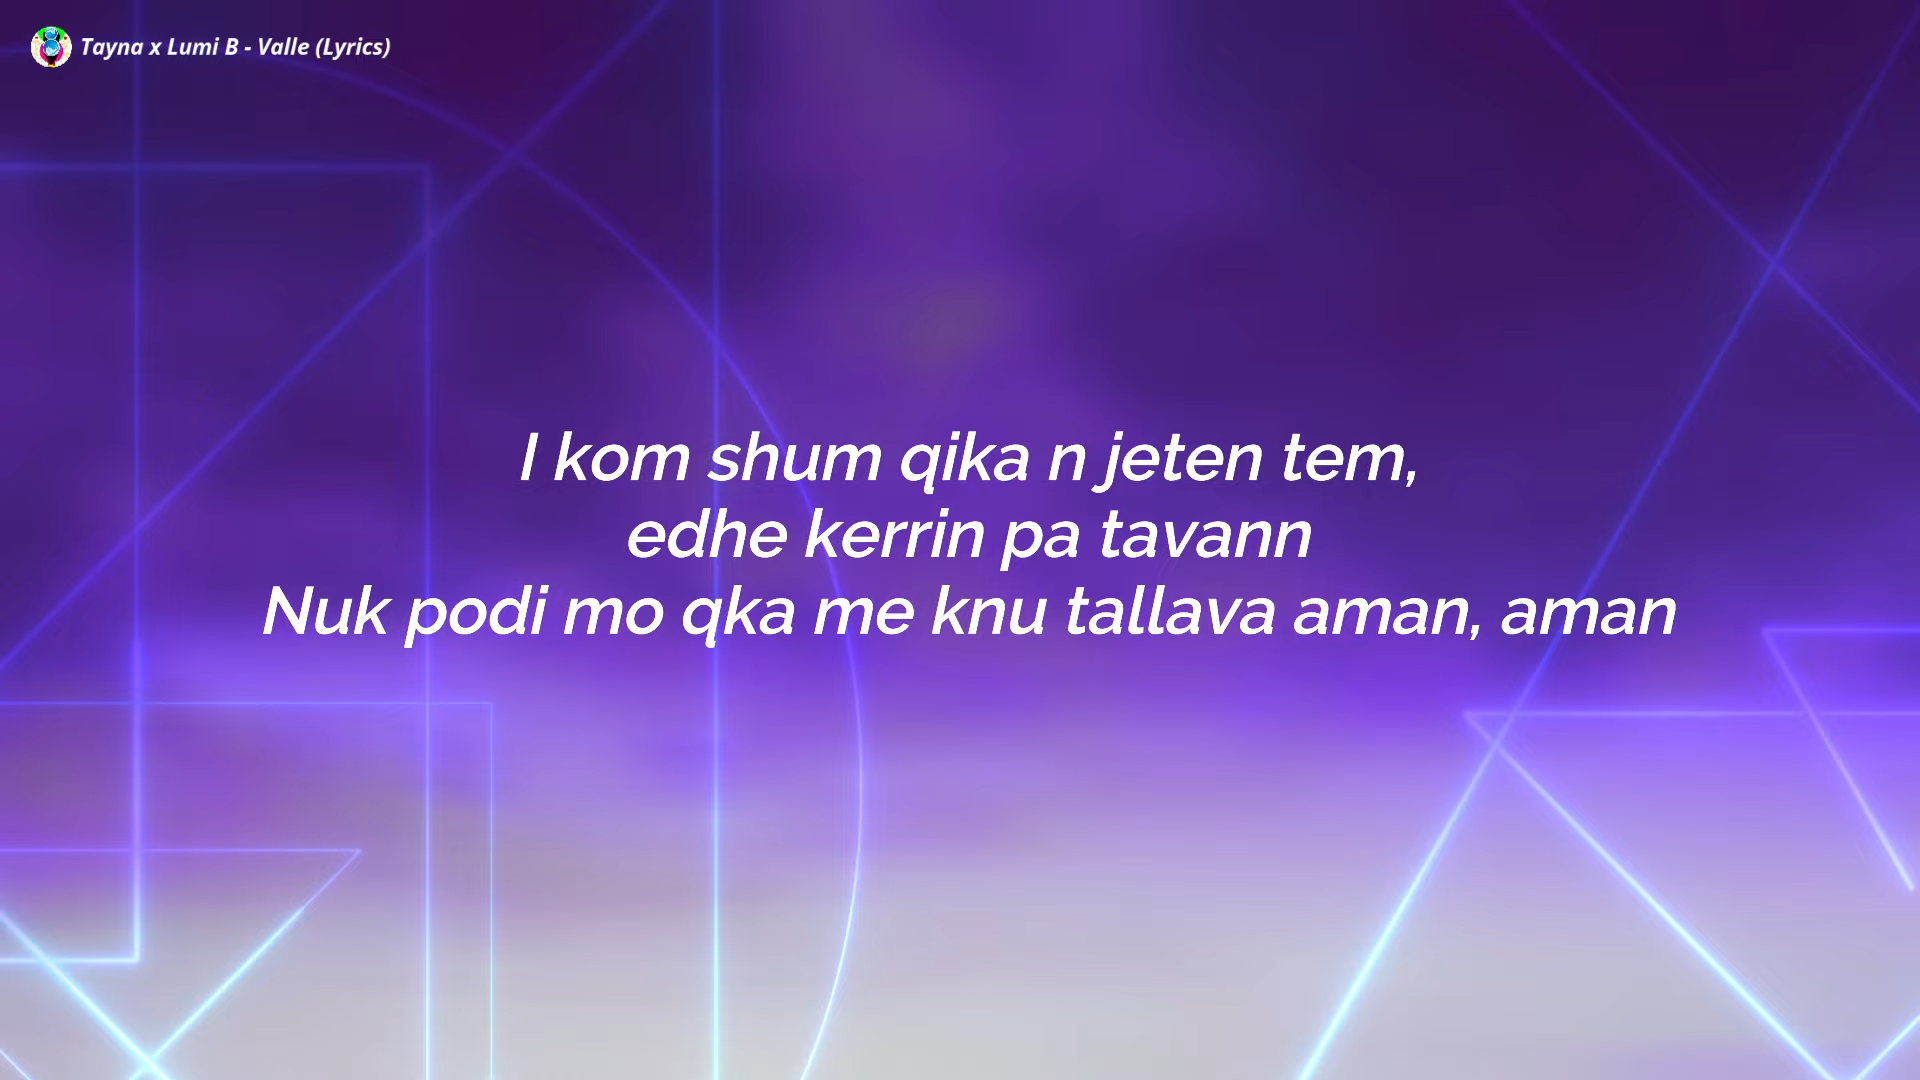 Tayna x Lumi B - Valle (Lyrics)
I kom shum qika n jeten tem,
edhe kerrin pa tavann
Nuk podi mo qka me knu tallava aman, aman